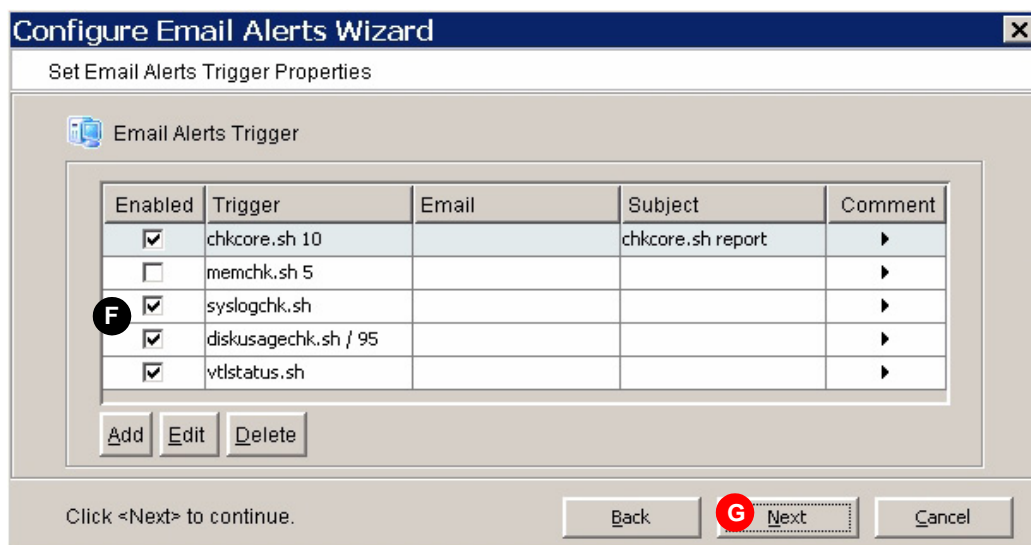 Configure Email Alerts Wizard
Set Email Alerts Trigger Properties
Email Alerts Trigger
Enabled Trigger Email Subject Comment
chkcore.sh 10 chkcore.sh report
memchk.sh 5
F syslogchk.sh
diskusagechk.sh / 95
vtlstatus.sh
Add Edit Delete
Click <Next> to continue. Back G Next Cancel